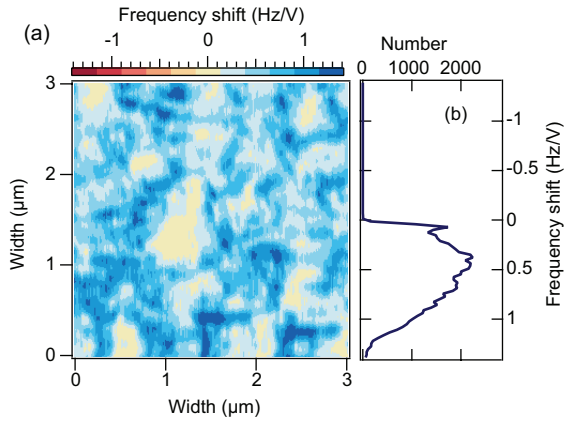 Frequency shift (Hz/V)
(a)
-1 0 1
Number
0 1000 2000
(b)
3
2
1
0
Width (µm)
0 1 2 3
Width (µm)
-1
-0.5
0
0.5
1
Frequency shift (Hz/V)